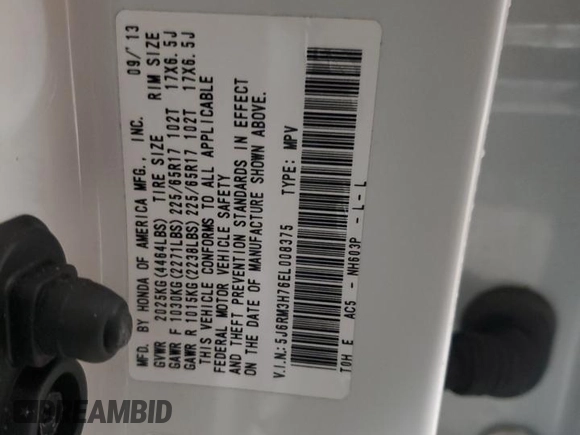 MFD. BY HONDA OF AMERICA MFG., INC. 09/'13
GVWR 2025KG(4464LBS) TIRE SIZE RIM SIZE
GAWR F 1030KG(2271LBS) 225/65R17 102T 17X6.5J
GAWR R 1015KG(2238LBS) 225/65R17 102T 17X6.5J
THIS VEHICLE CONFORMS TO ALL APPLICABLE
FEDERAL MOTOR VEHICLE SAFETY
AND THEFT PREVENTION STANDARDS IN EFFECT
ON THE DATE OF MANUFACTURE SHOWN ABOVE.
V.I.N.:5J6RM3H76EL008375 TYPE: MPV
T0H E AC5 - NH603P - L - L
DREAMBID